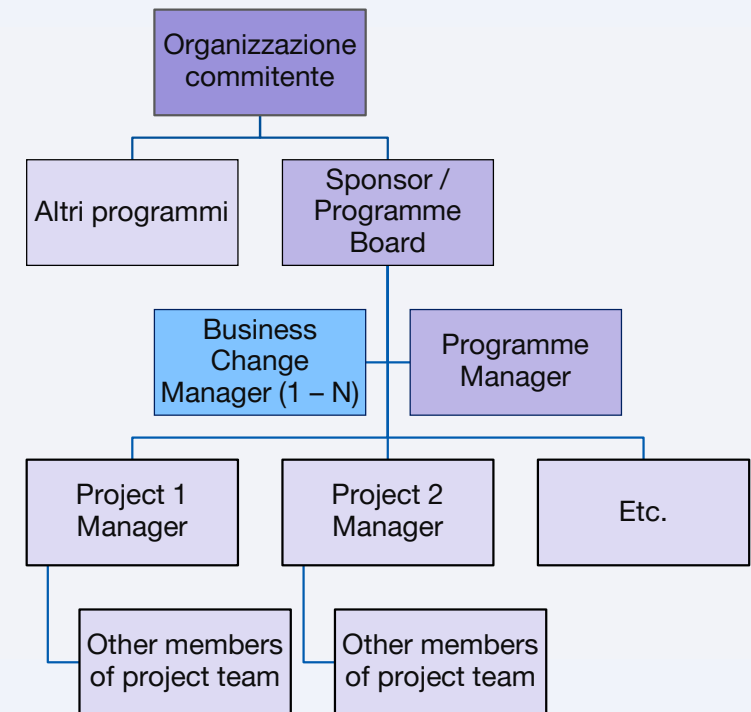 Organizzazione
commitente
Altri programmi
Sponsor /
Programme
Board
Business
Change
Manager (1 – N)
Programme
Manager
Project 1
Manager
Project 2
Manager
Etc.
Other members
of project team
Other members
of project team